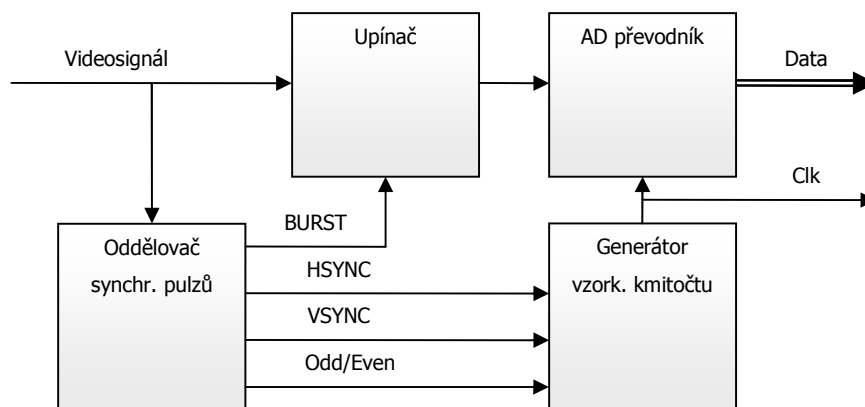 Videosignál
Upínač
AD převodník
Data
Clk
Oddělovač
synchr. pulzů
BURST
HSYNC
VSYNC
Odd/Even
Generátor
vzork. kmitočtu